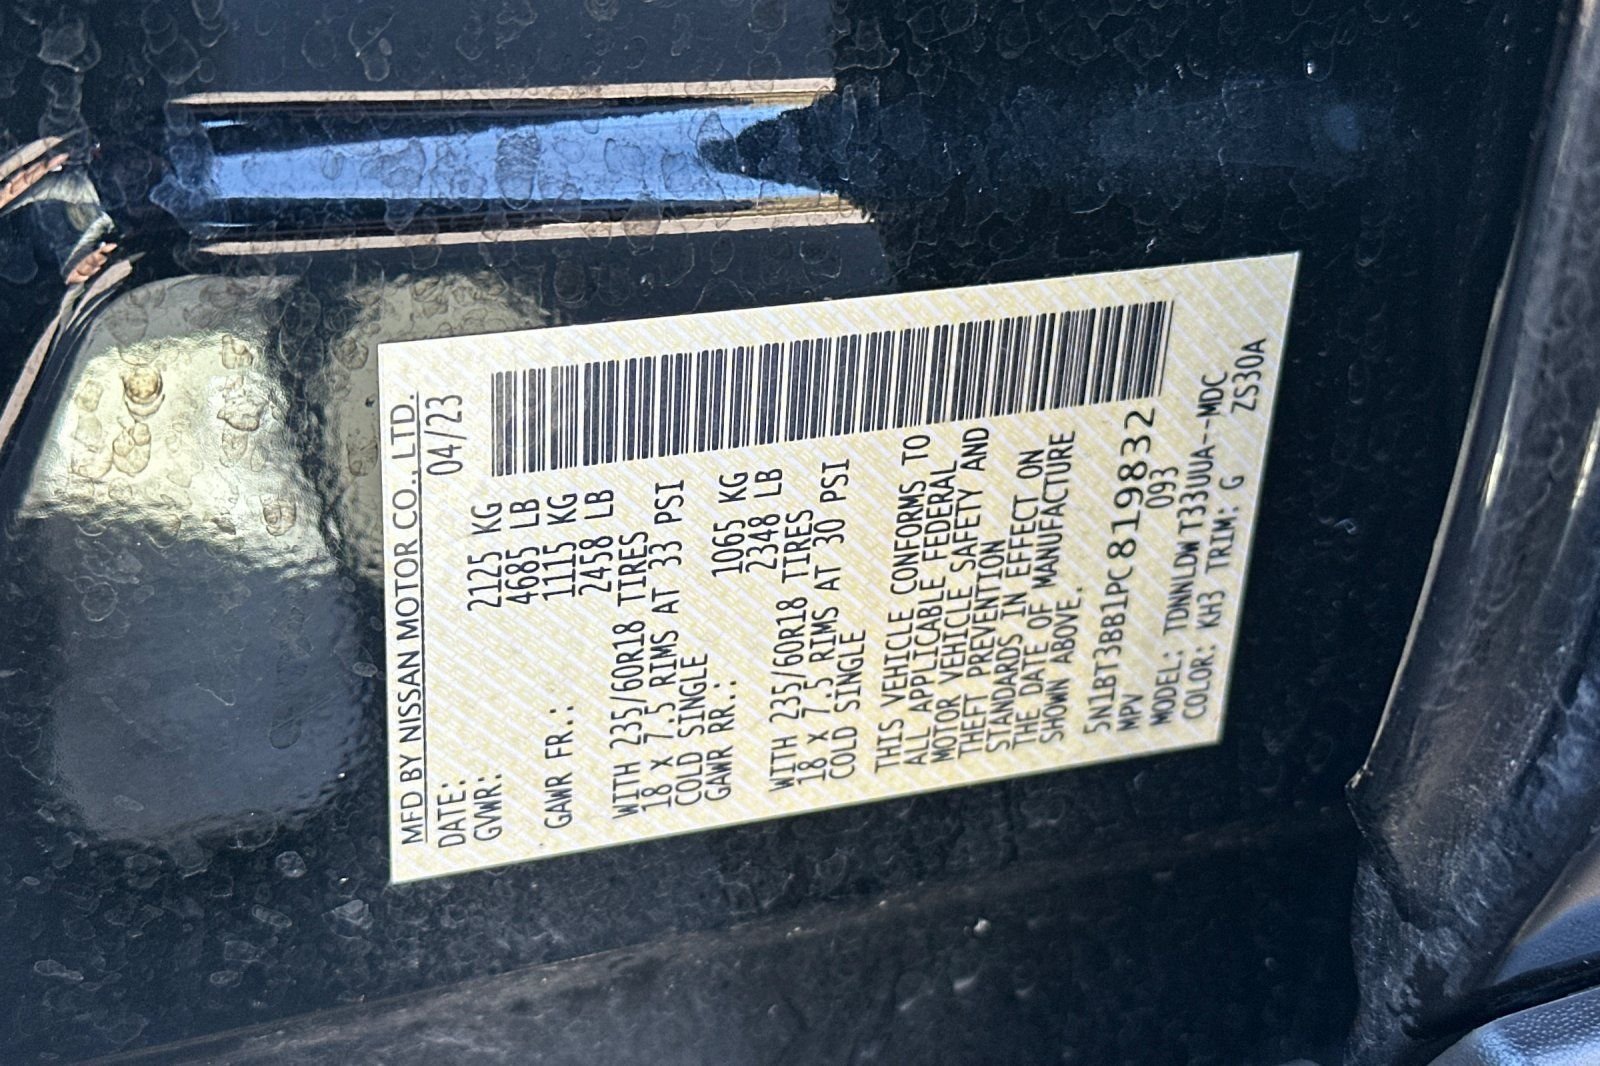 MFD BY NISSAN MOTOR CO., LTD.
DATE: 04/23
GVWR: 2125 KG
4685 LB
GAWR FR.: 1115 KG
2458 LB
WITH 235/60R18 TIRES
18 x 7.5 RIMS AT 33 PSI
COLD SINGLE
GAWR RR.: 1065 KG
2348 LB
WITH 235/60R18 TIRES
18 x 7.5 RIMS AT 30 PSI
COLD SINGLE
THIS VEHICLE CONFORMS TO
ALL APPLICABLE FEDERAL
MOTOR VEHICLE SAFETY AND
THEFT PREVENTION
STANDARDS IN EFFECT ON
THE DATE OF MANUFACTURE
SHOWN ABOVE.
5N1BT3BB1PC819832
MPV 093
MODEL: TDNNLDWT33UUA--MDC
COLOR: KH3 TRIM: G ZS30A